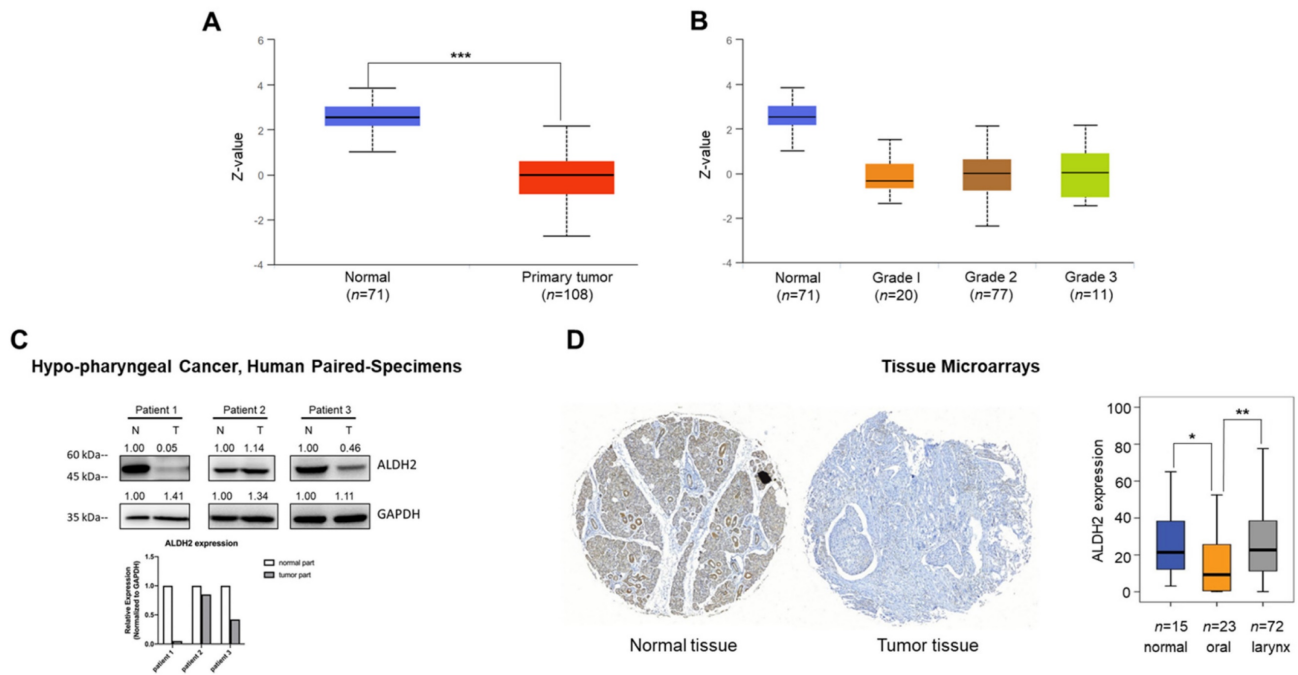 A
6
4
2
0
-2
-4
Z-value
***
Normal
(n=71)
Primary tumor
(n=108)
B
6
4
2
0
-2
-4
Z-value
Normal
(n=71)
Grade I
(n=20)
Grade 2
(n=77)
Grade 3
(n=11)
C
Hypo-pharyngeal Cancer, Human Paired-Specimens
Patient 1 Patient 2 Patient 3
N T N T N T
1.00 0.05 1.00 1.14 1.00 0.46
60 kDa--
45 kDa--
ALDH2
1.00 1.41 1.00 1.34 1.00 1.11
35 kDa--
GAPDH
ALDH2 expression
Relative Expression
(Normalized to GAPDH)
1.5
1.0
0.5
0.0
normal part
tumor part
patient 1
patient 2
patient 3
D
Tissue Microarrays
Normal tissue
Tumor tissue
ALDH2 expression
100
80
60
40
20
0
*
**
n=15 n=23 n=72
normal oral larynx